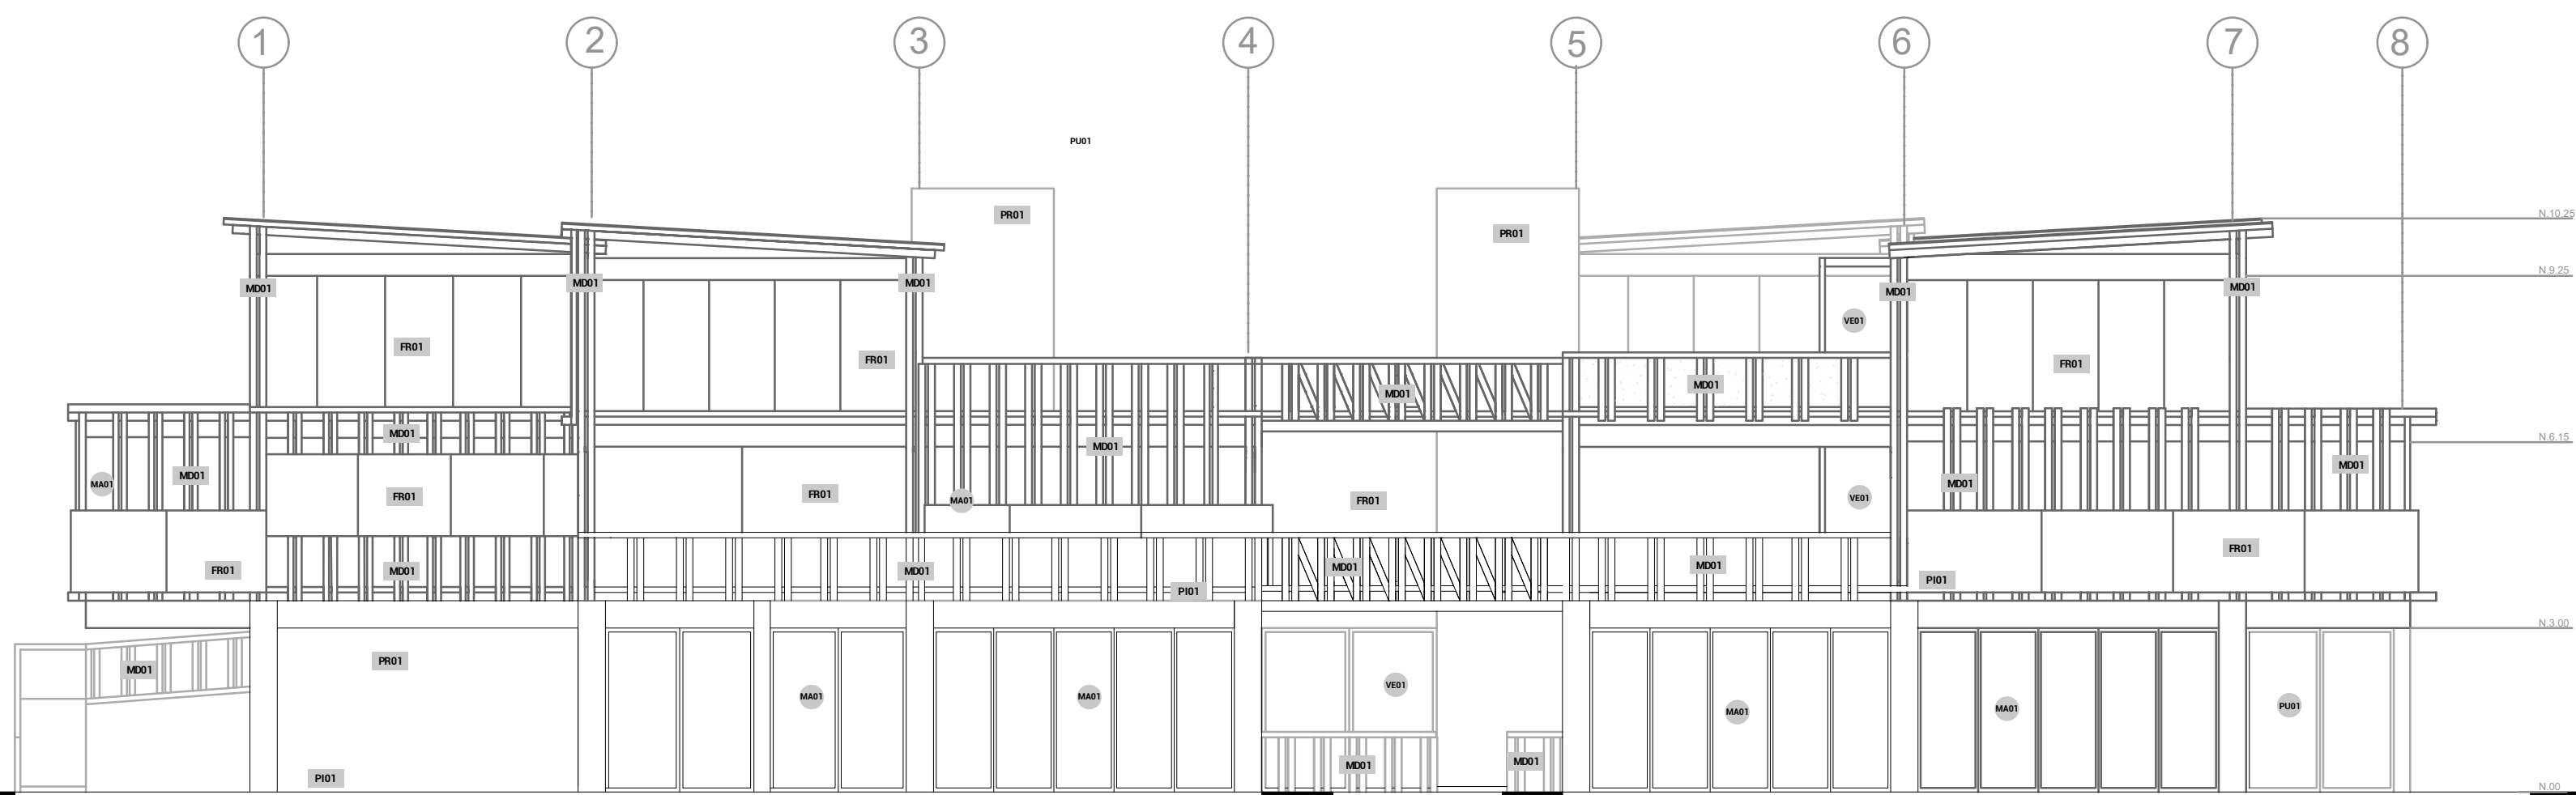 1 2 3 4 5 6 7 8
PU01
PR01
PR01
N.10.25
N.9.25
MD01 MD01 MD01 MD01 MD01
VE01
FR01 FR01 FR01
MD01 MD01
MD01 MD01
N.6.15
MA01 MD01 MD01 MD01
FR01 FR01 MA01 FR01 VE01
FR01 MD01 MD01 MD01 MD01 FR01
PI01 PI01
N.3.00
MD01 PR01
MA01 MA01 VE01 MA01 MA01 PU01
MD01 MD01
PI01
N.00